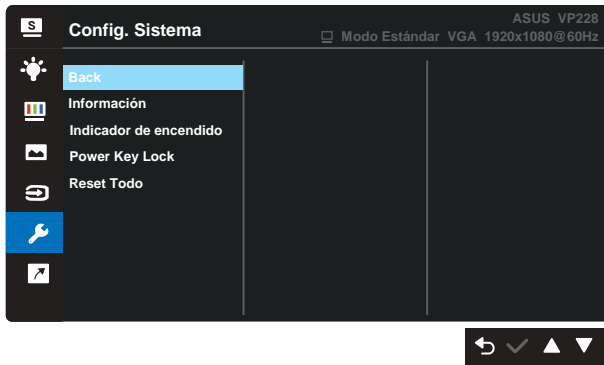 S
Config. Sistema
ASUS VP228
Modo Estándar VGA 1920x1080@60Hz
Back
Información
Indicador de encendido
Power Key Lock
Reset Todo